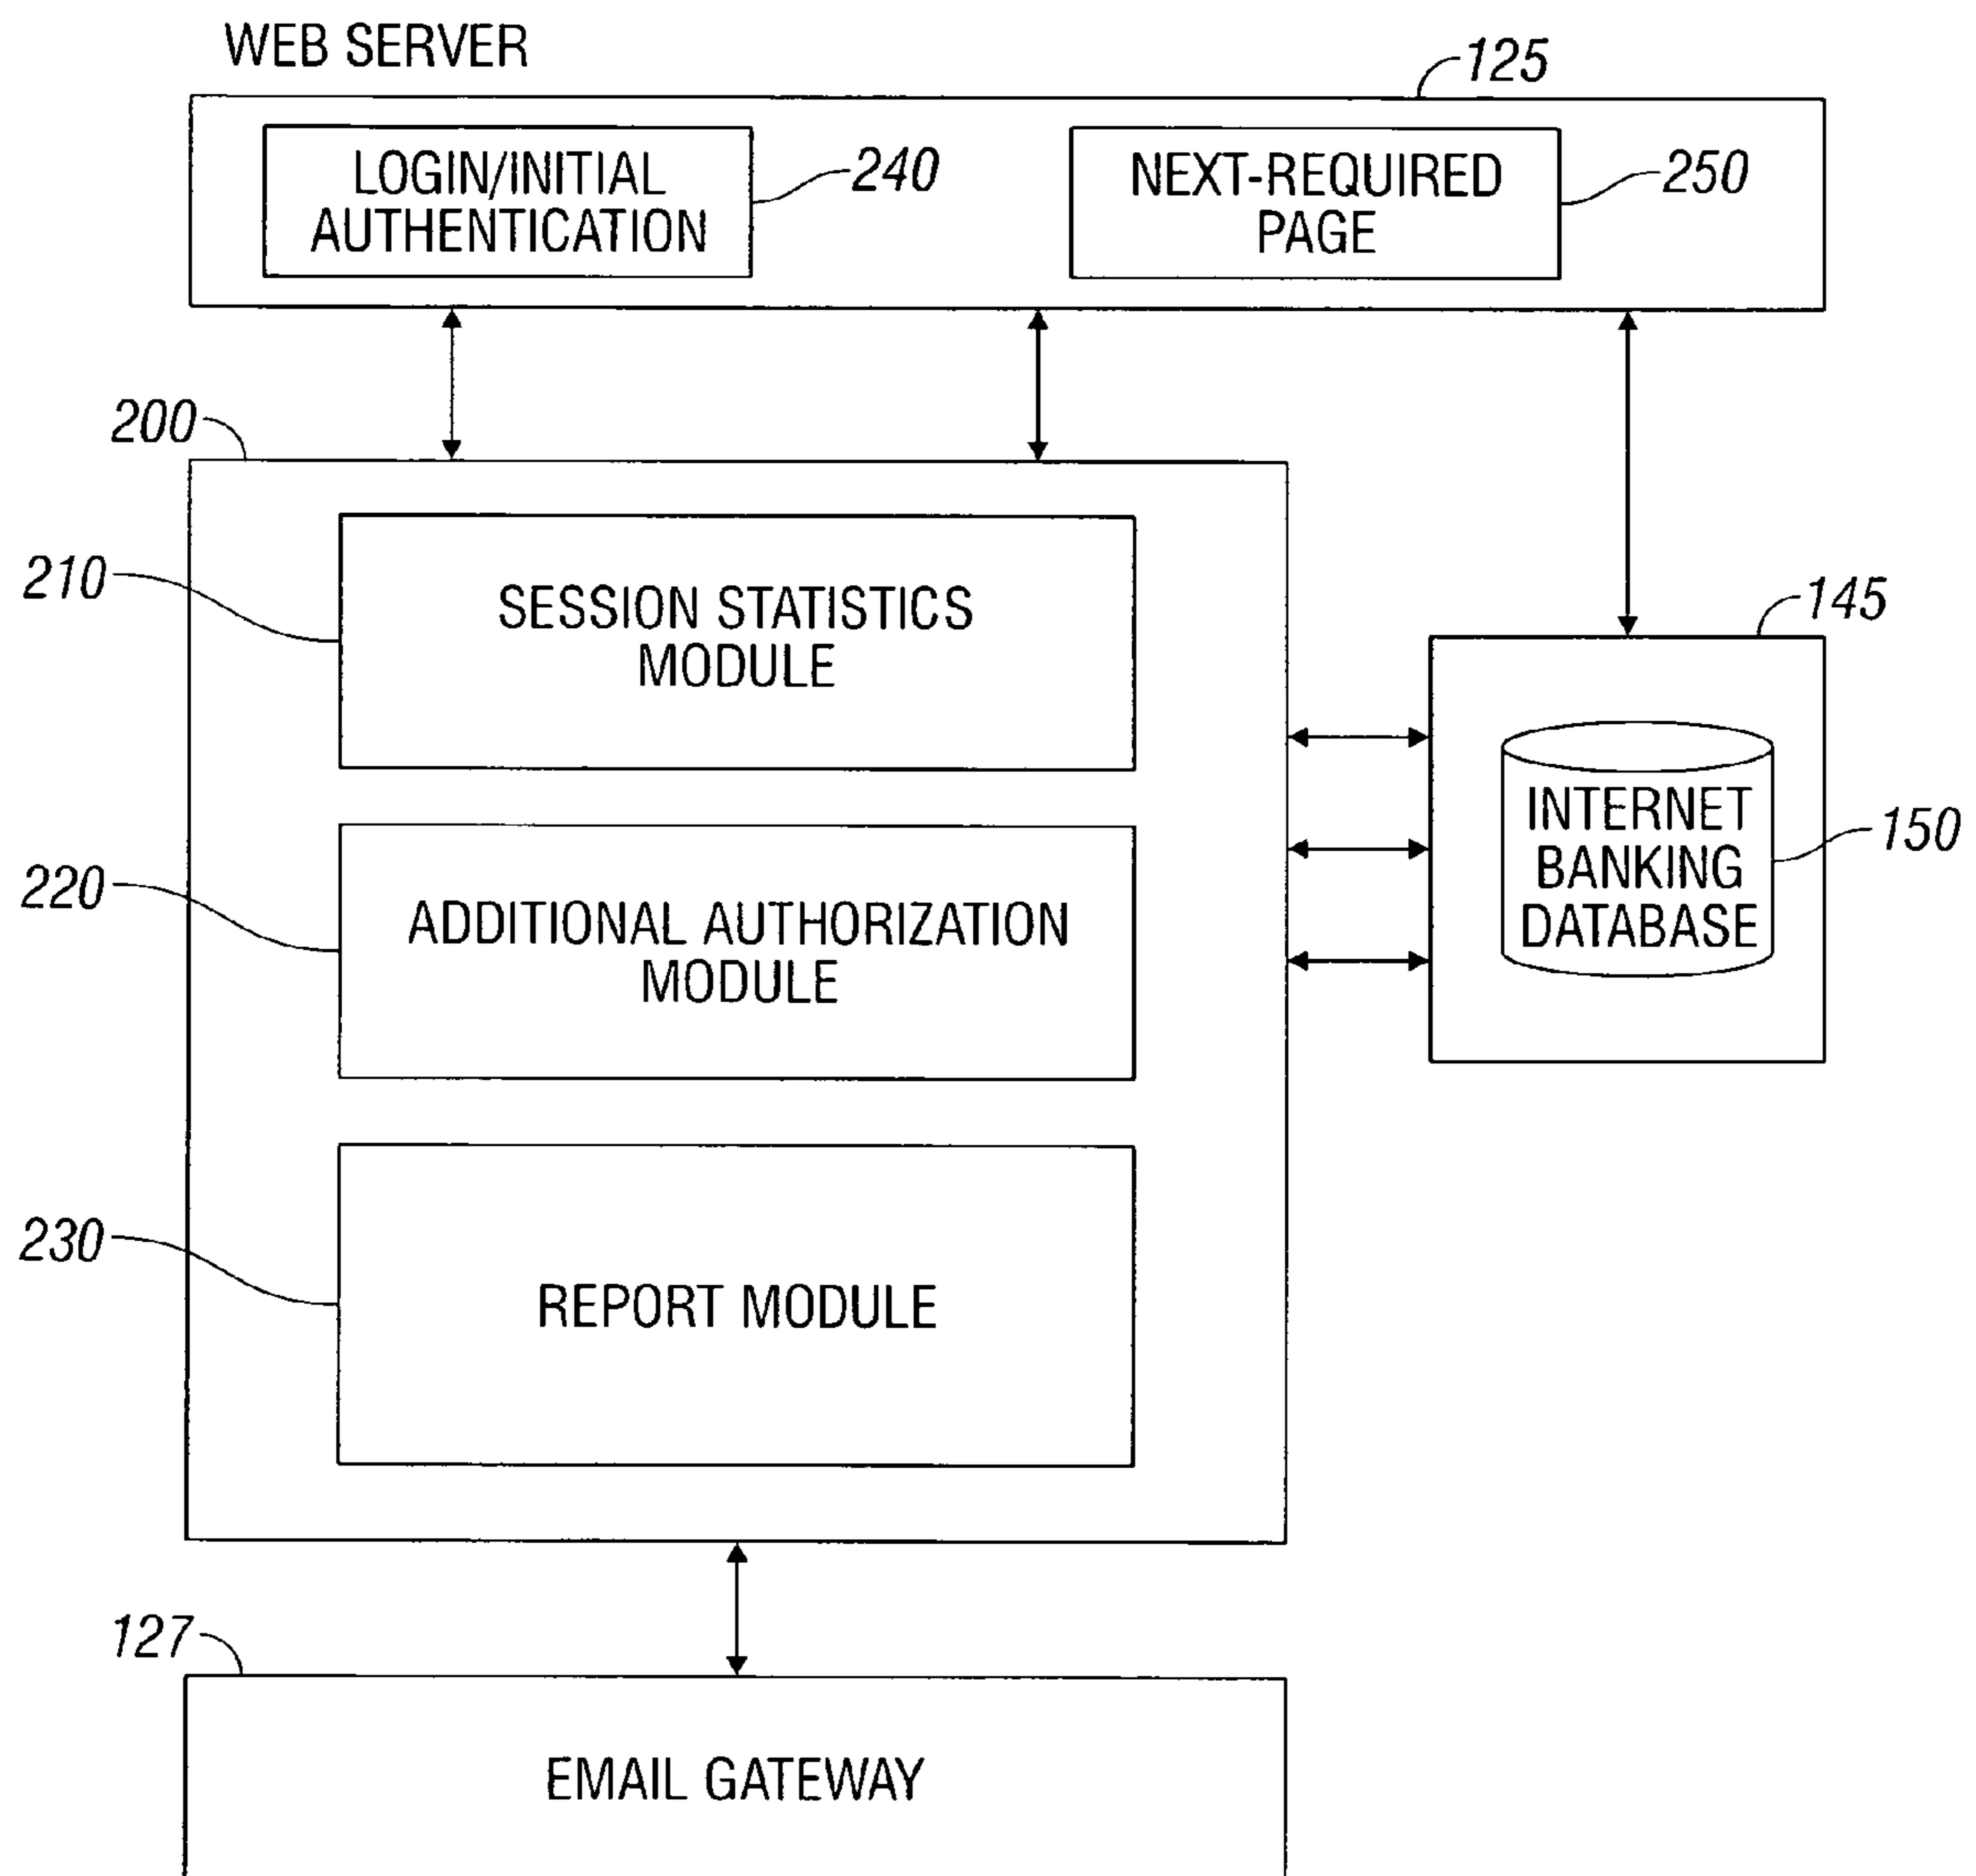 WEB SERVER
125
LOGIN/INITIAL
AUTHENTICATION
240
NEXT-REQUIRED
PAGE
250
200
210
SESSION STATISTICS
MODULE
145
INTERNET
BANKING
DATABASE
150
220
ADDITIONAL AUTHORIZATION
MODULE
230
REPORT MODULE
127
EMAIL GATEWAY